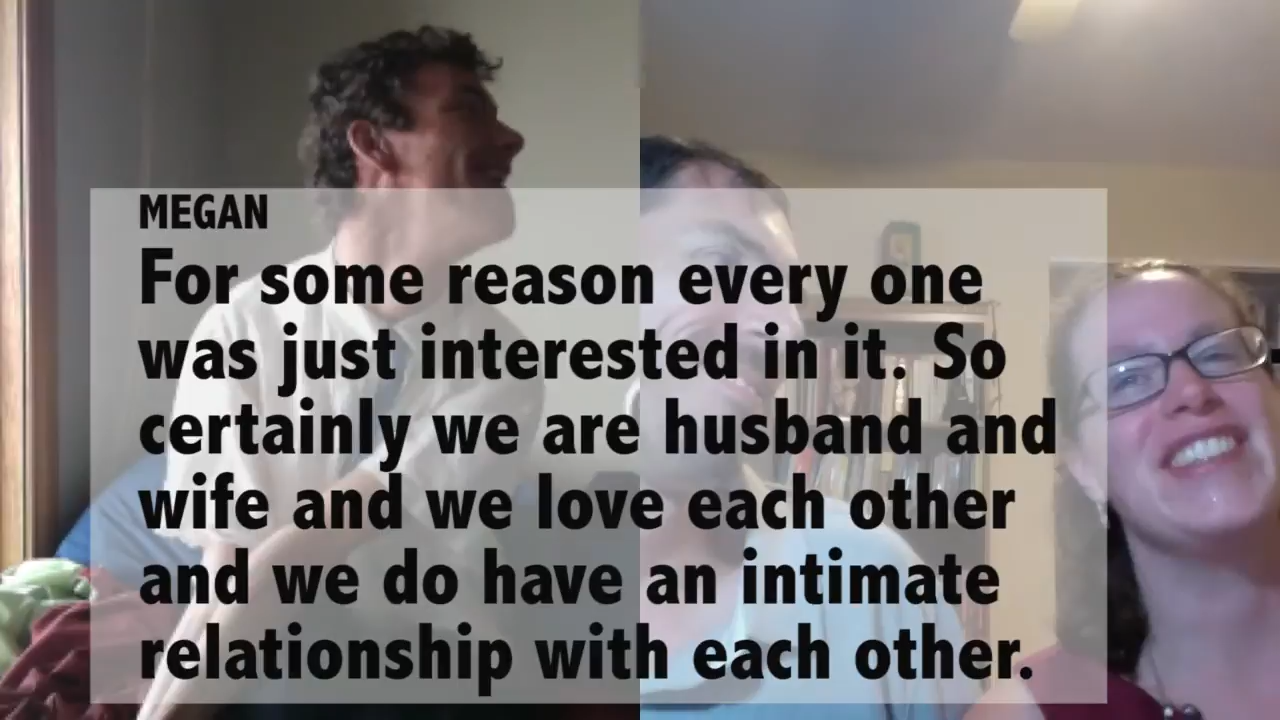 MEGAN
For some reason every one
was just interested in it. So
certainly we are husband and
wife and we love each other
and we do have an intimate
relationship with each other.